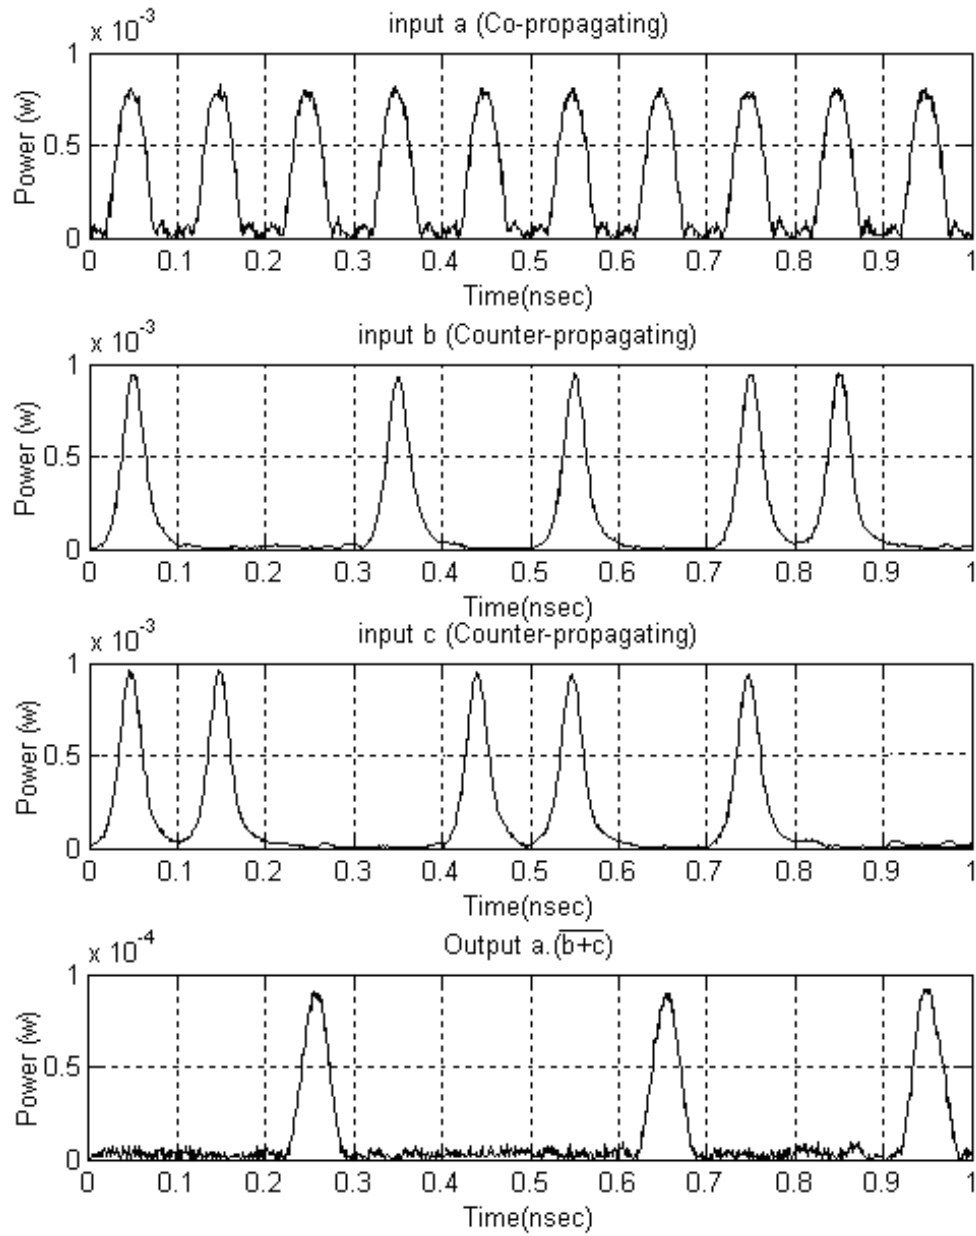 x 10^-3
input a (Co-propagating)
1
0.5
0
Power (w)
0 0.1 0.2 0.3 0.4 0.5 0.6 0.7 0.8 0.9 1
Time(nsec)
x 10^-3
input b (Counter-propagating)
1
0.5
0
Power (w)
0 0.1 0.2 0.3 0.4 0.5 0.6 0.7 0.8 0.9 1
Time(nsec)
x 10^-3
input c (Counter-propagating)
1
0.5
0
Power (w)
0 0.1 0.2 0.3 0.4 0.5 0.6 0.7 0.8 0.9 1
Time(nsec)
x 10^-4
Output a.(b̅+̅c̅)
1
0.5
0
Power (w)
0 0.1 0.2 0.3 0.4 0.5 0.6 0.7 0.8 0.9 1
Time(nsec)